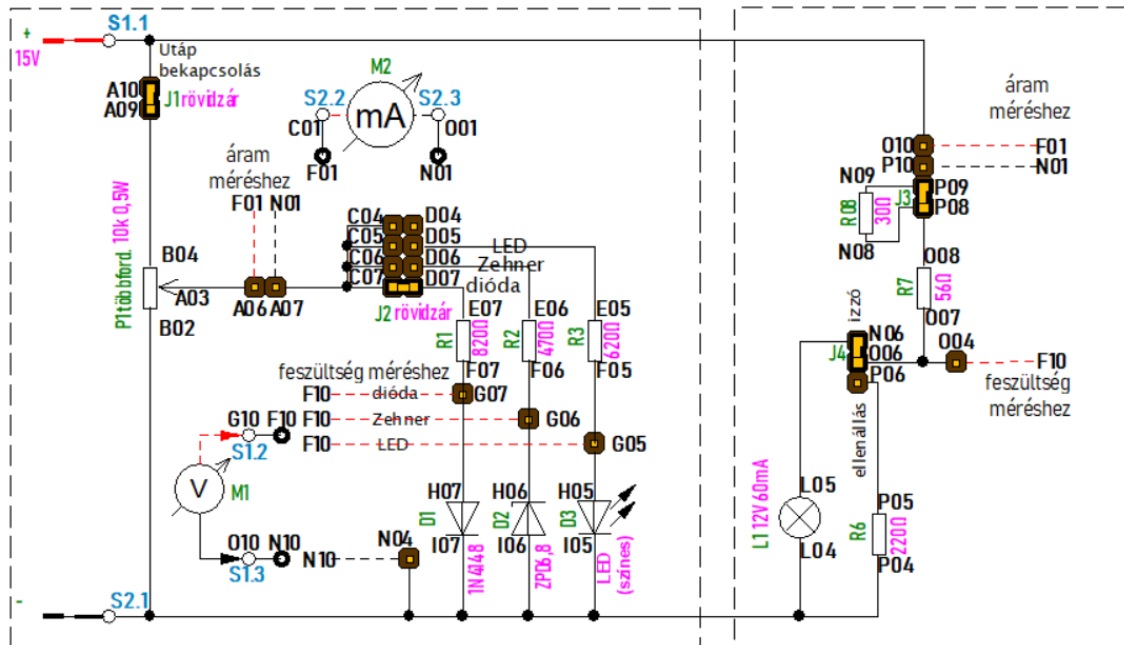 S1.1
+
15V
Utáp
bekapcsolás
A10
A09
J1 rövidzár
M2
S2.2
S2.3
mA
C01
O01
F01
N01
áram
méréshez
F01 N01
P1 többford. 10k 0,5W
B04
A03
B02
A06 A07
C04
D04
C05
D05
C06
D06
C07
D07
LED
Zehner
dióda
J2 rövidzár
E07
R1
820Ω
F07
E06
R2
470Ω
F06
E05
R3
620Ω
F05
feszültség méréshez
F10
dióda
G07
G10
F10
F10
Zehner
G06
S1.2
F10
LED
G05
V
M1
O10
N10
S1.3
N10
N04
H07
D1
I07
1N4148
H06
D2
I06
ZPD6,8
H05
D3
I05
LED
(színes)
-
S2.1
áram
méréshez
O10
F01
P10
N01
N09
P09
J3
P08
R08
30Ω
N08
O08
R7
56Ω
O07
izzó
N06
J4
O06
P06
O04
F10
feszültség
méréshez
ellenállás
L05
L1 12V 60mA
L04
P05
R6
220Ω
P04